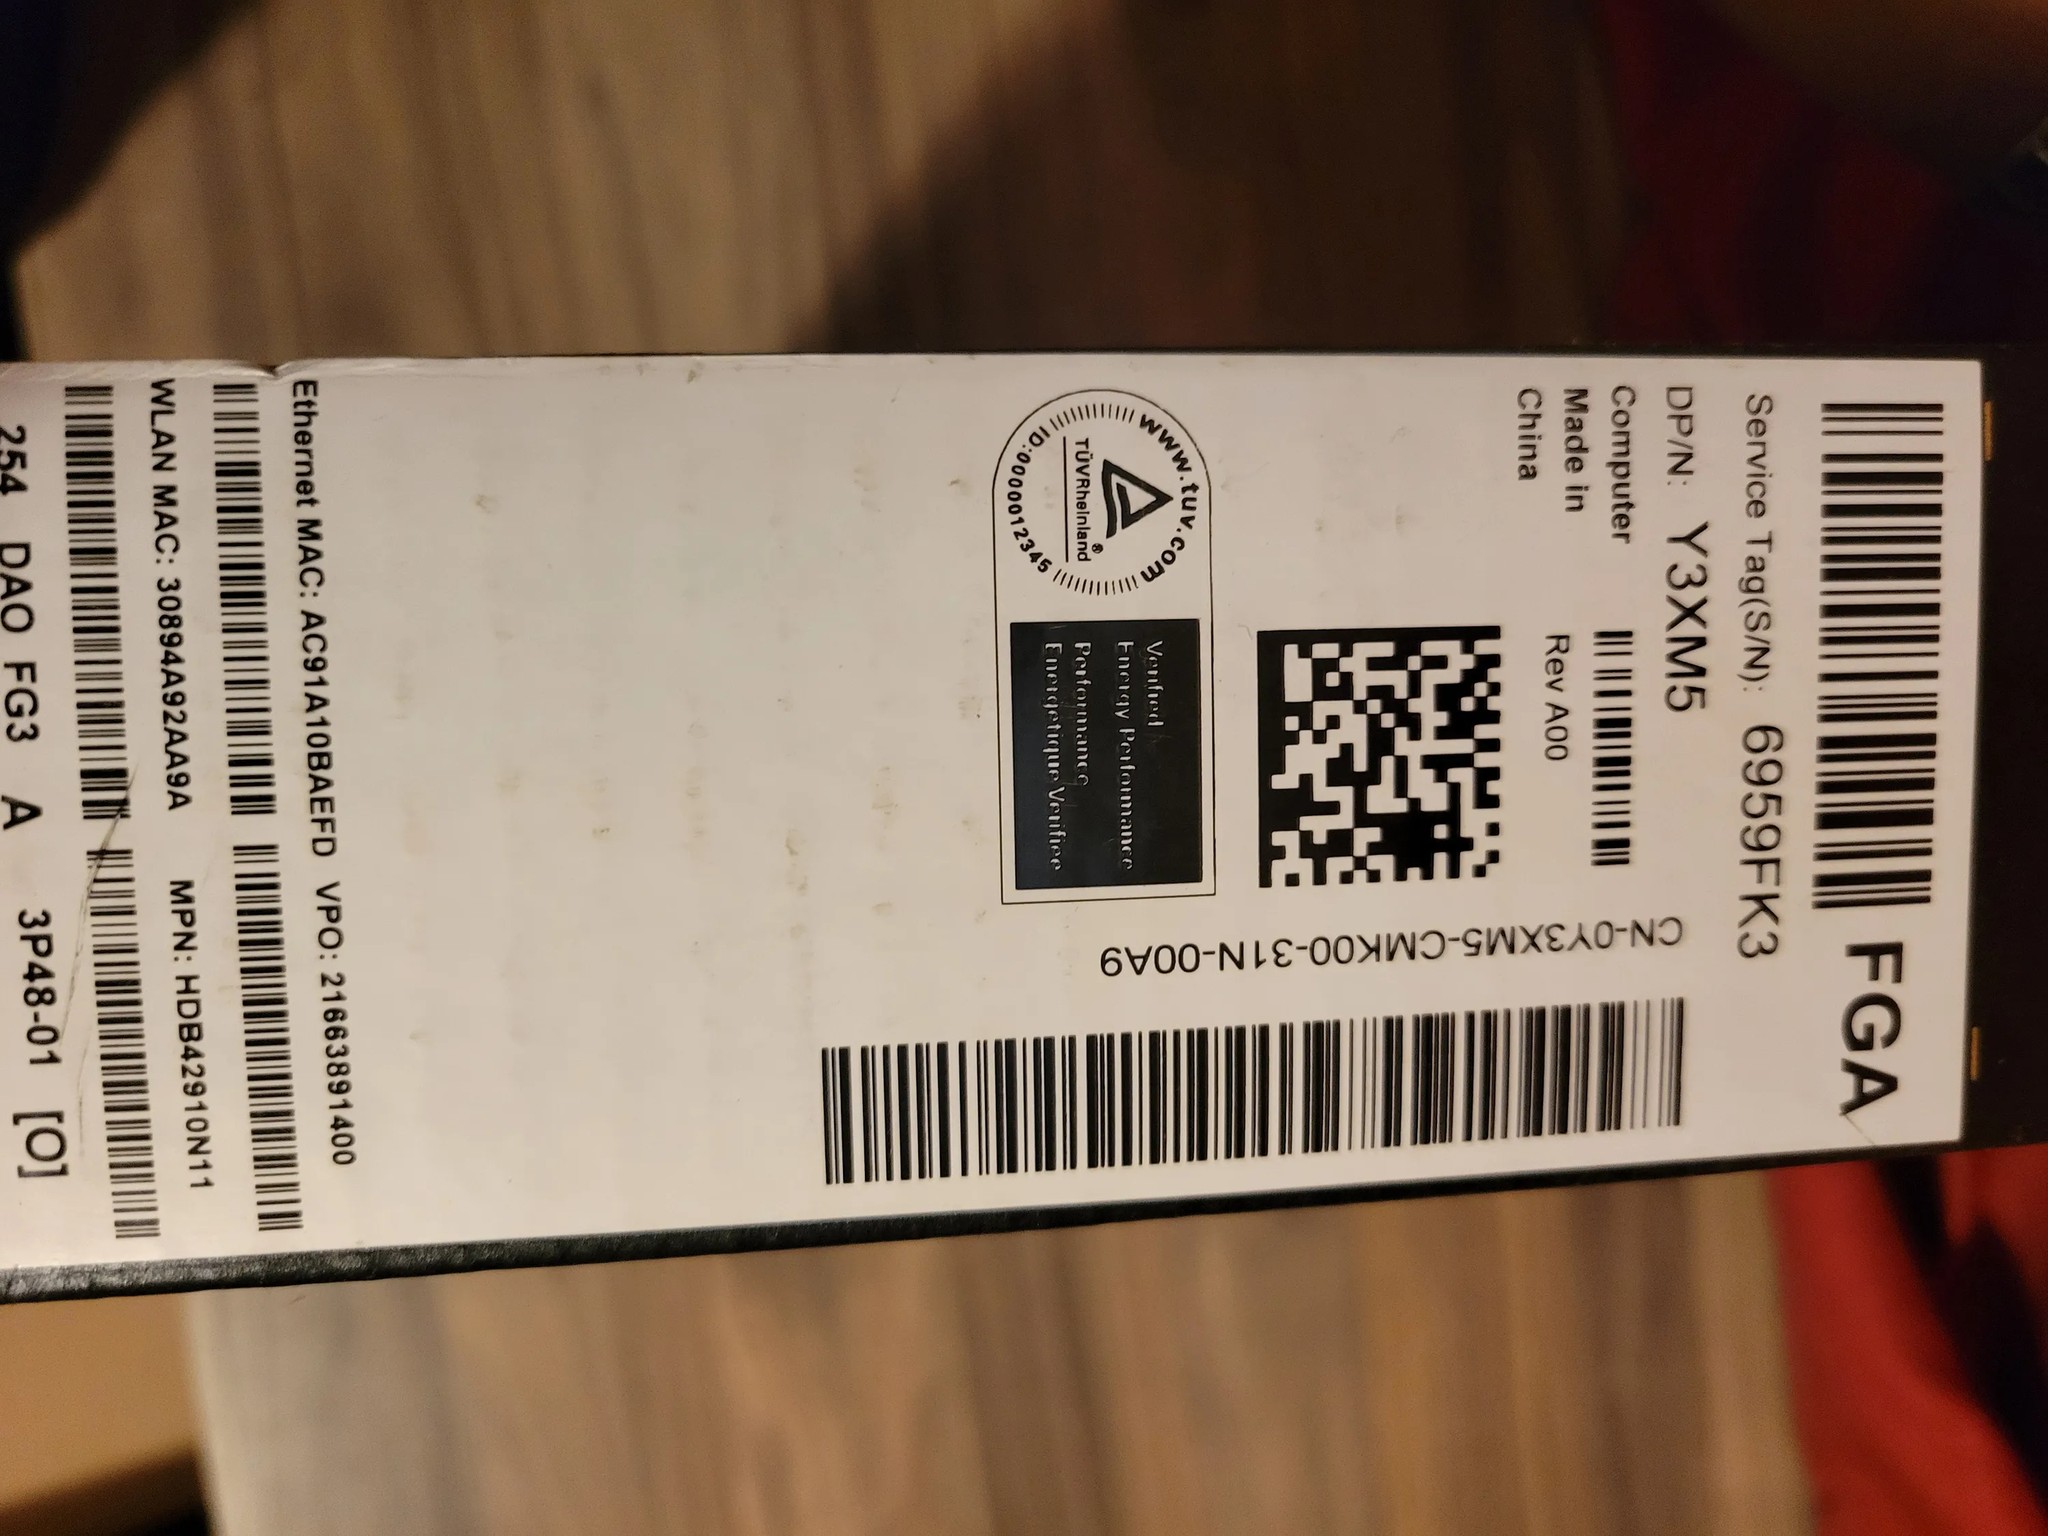 FGA
Service Tag(S/N): 6959FK3
DP/N: Y3XM5
Computer
Made in
China
Rev A00
CN-0Y3XM5-CMK00-31N-00A9
www.tuv.com
TÜVRheinland®
ID:0000012345
Verified
Energy Performance
Performance
Energétique Vérifiée
Ethernet MAC: AC91A10BAEFD VPO: 21663891400
WLAN MAC: 30894A92AA9A MPN: HDB42910N11
254 DAO FG3 A 3P48-01 [O]